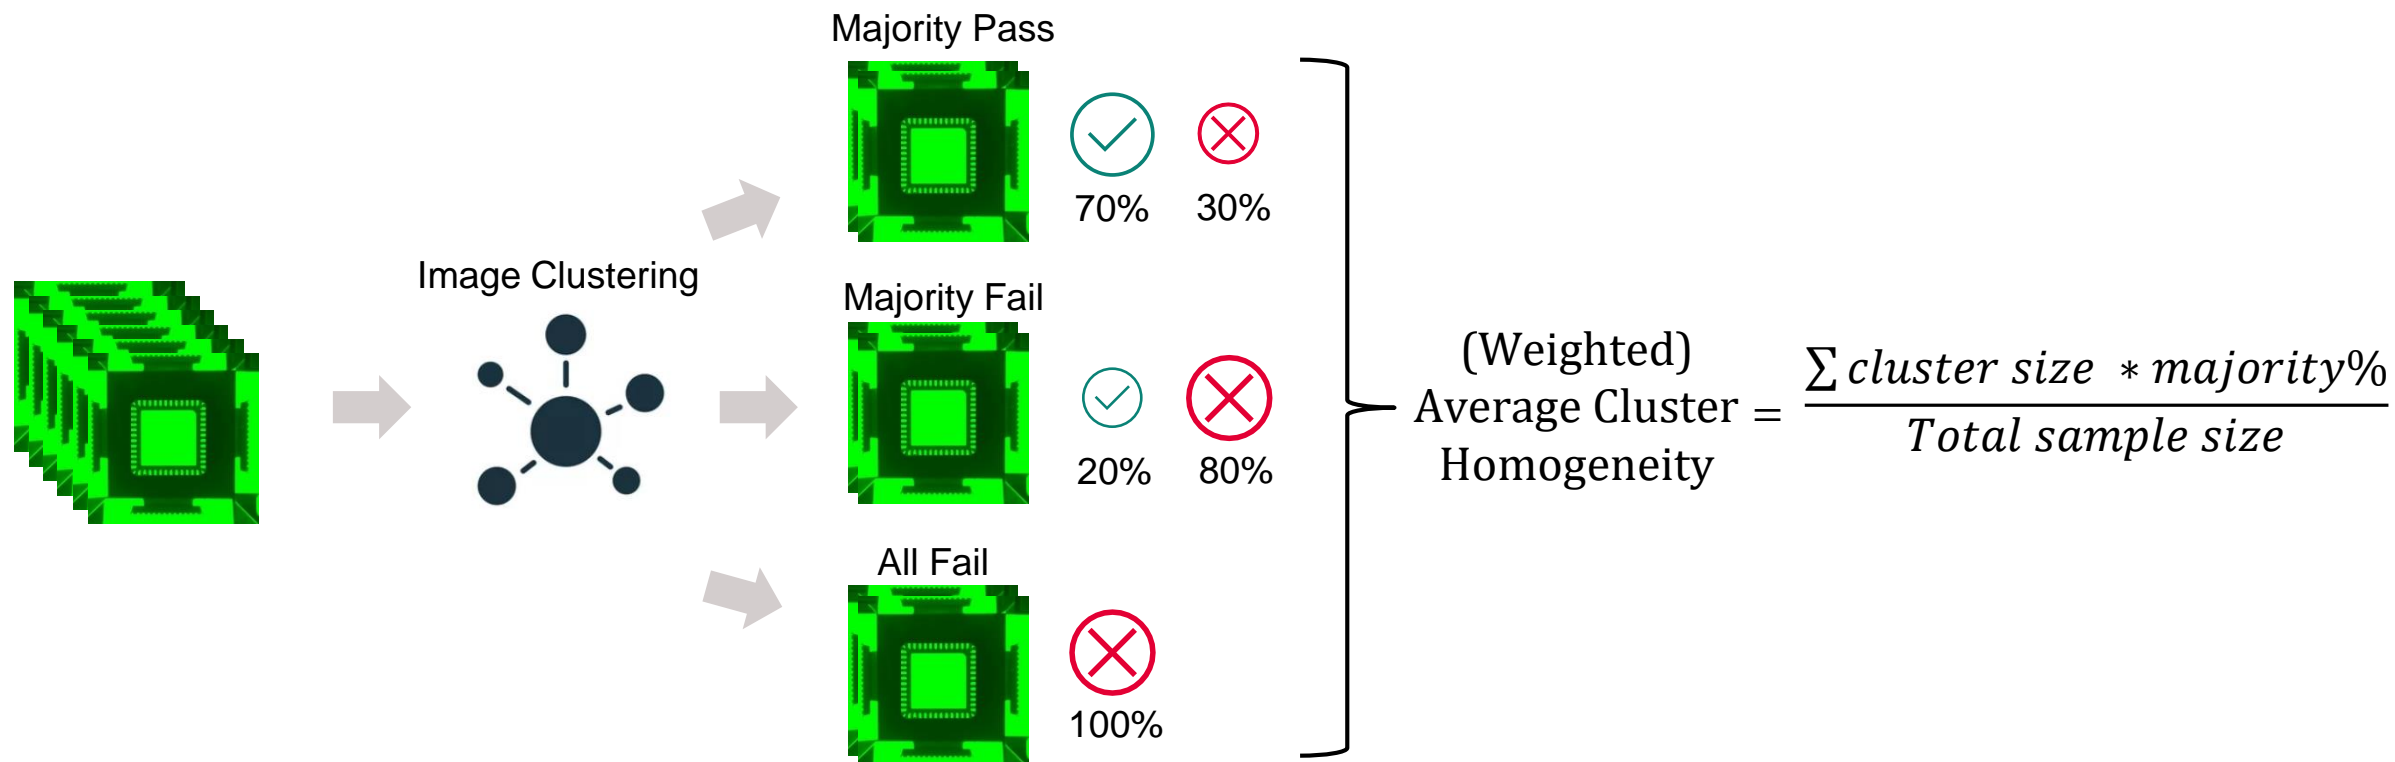 Majority Pass
70% 30%
Image Clustering
Majority Fail
20% 80%
All Fail
100%
(Weighted)
Average Cluster
Homogeneity
=
∑ cluster size * majority%
Total sample size